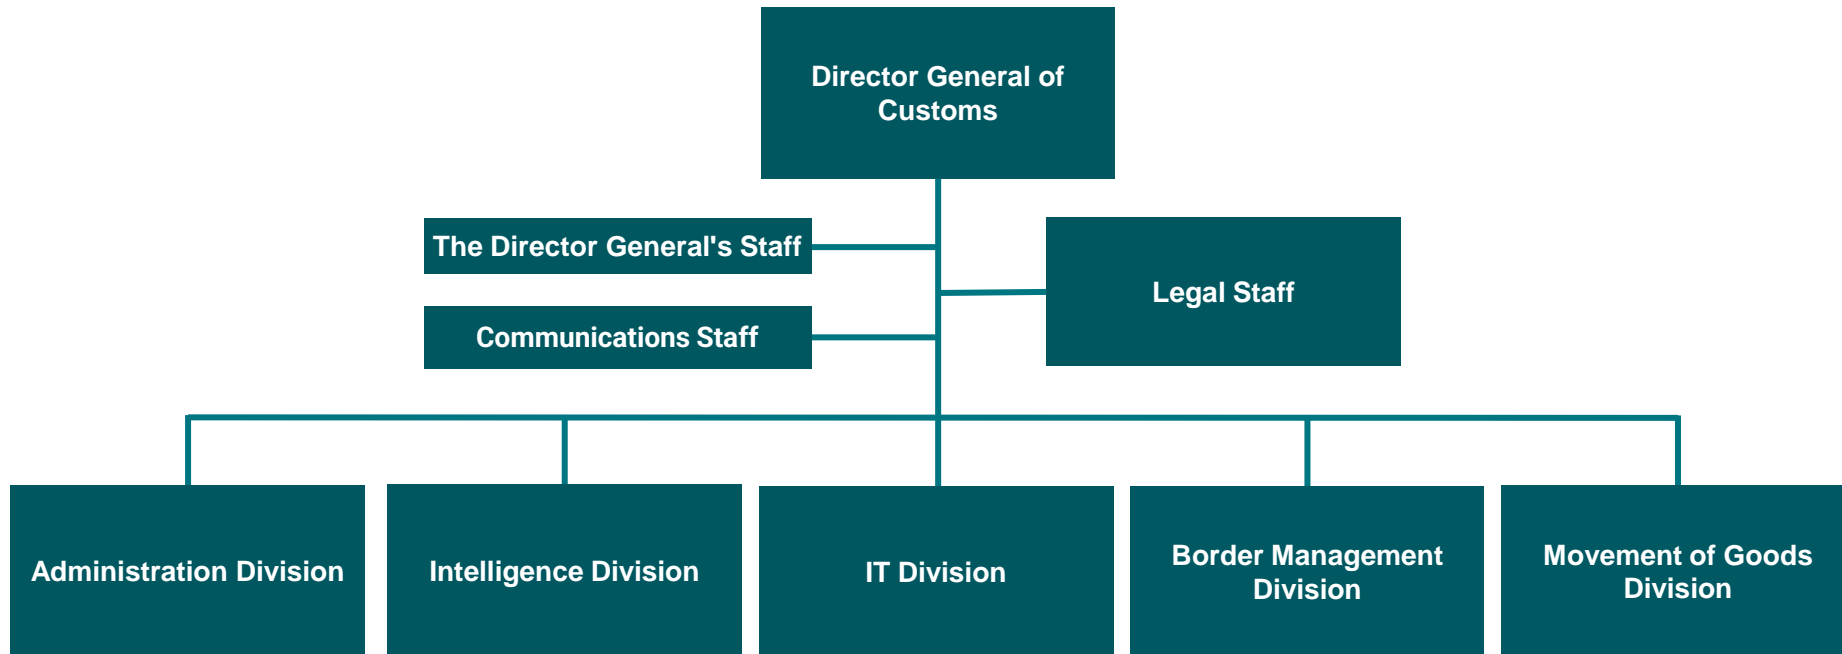 Director General of
Customs
The Director General's Staff
Legal Staff
Communications Staff
Administration Division
Intelligence Division
IT Division
Border Management
Division
Movement of Goods
Division